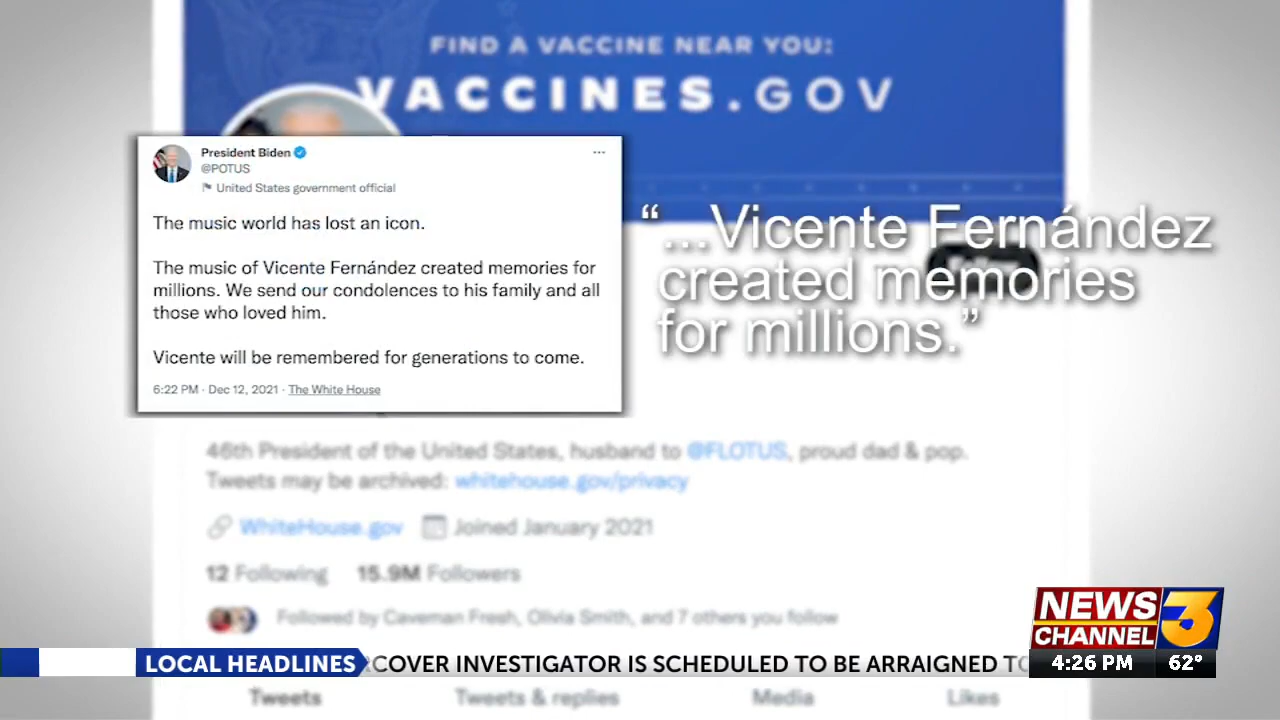 FIND A VACCINE NEAR YOU:
VACCINES.GOV
President Biden
@POTUS
United States government official
The music world has lost an icon.
The music of Vicente Fernández created memories for
millions. We send our condolences to his family and all
those who loved him.
Vicente will be remembered for generations to come.
6:22 PM · Dec 12, 2021 · The White House
“...Vicente Fernández
created memories
for millions.”
46th President of the United States, husband to @FLOTUS, proud dad & pop.
Tweets may be archived: whitehouse.gov/privacy
WhiteHouse.gov Joined January 2021
12 Following 15.9M Followers
Followed by Cavemen Fresh, Olivia Smith, and 7 others you follow
NEWS
CHANNEL 3
4:26 PM 62°
LOCAL HEADLINES RCOVER INVESTIGATOR IS SCHEDULED TO BE ARRAIGNED TO
Tweets Tweets & replies Media Likes